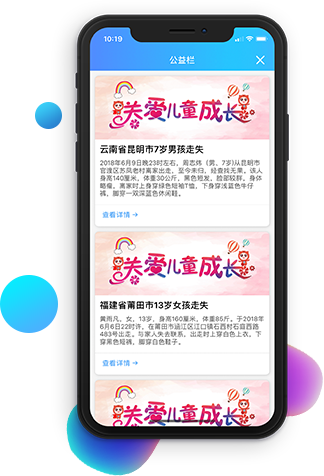 10:19
公益栏
关爱儿童成长
云南省昆明市7岁男孩走失
2018年6月9日晚23时左右，周志炜（男，7岁)从昆明市
官渡区苏凤老村离家出走，至今未归，经查找无果，该人
身高140厘米，体重30公斤，黑色短发，脸部较胖，身体
略瘦，离家时上身穿绿色短袖T恤，下身穿浅蓝色牛仔
裤，脚穿一双深蓝色休闲鞋。
查看详情 →
关爱儿童成长
福建省莆田市13岁女孩走失
黄雨凡，女，13岁，身高160厘米，体重85斤。于2018
年6月6日22时许，在莆田市涵江区江口镇石西村石庭西路
483号出走。与家人失去联系，出走时上穿白色上衣，下
穿黑色短裤，脚穿白色鞋子。
查看详情 →
关爱儿童成长